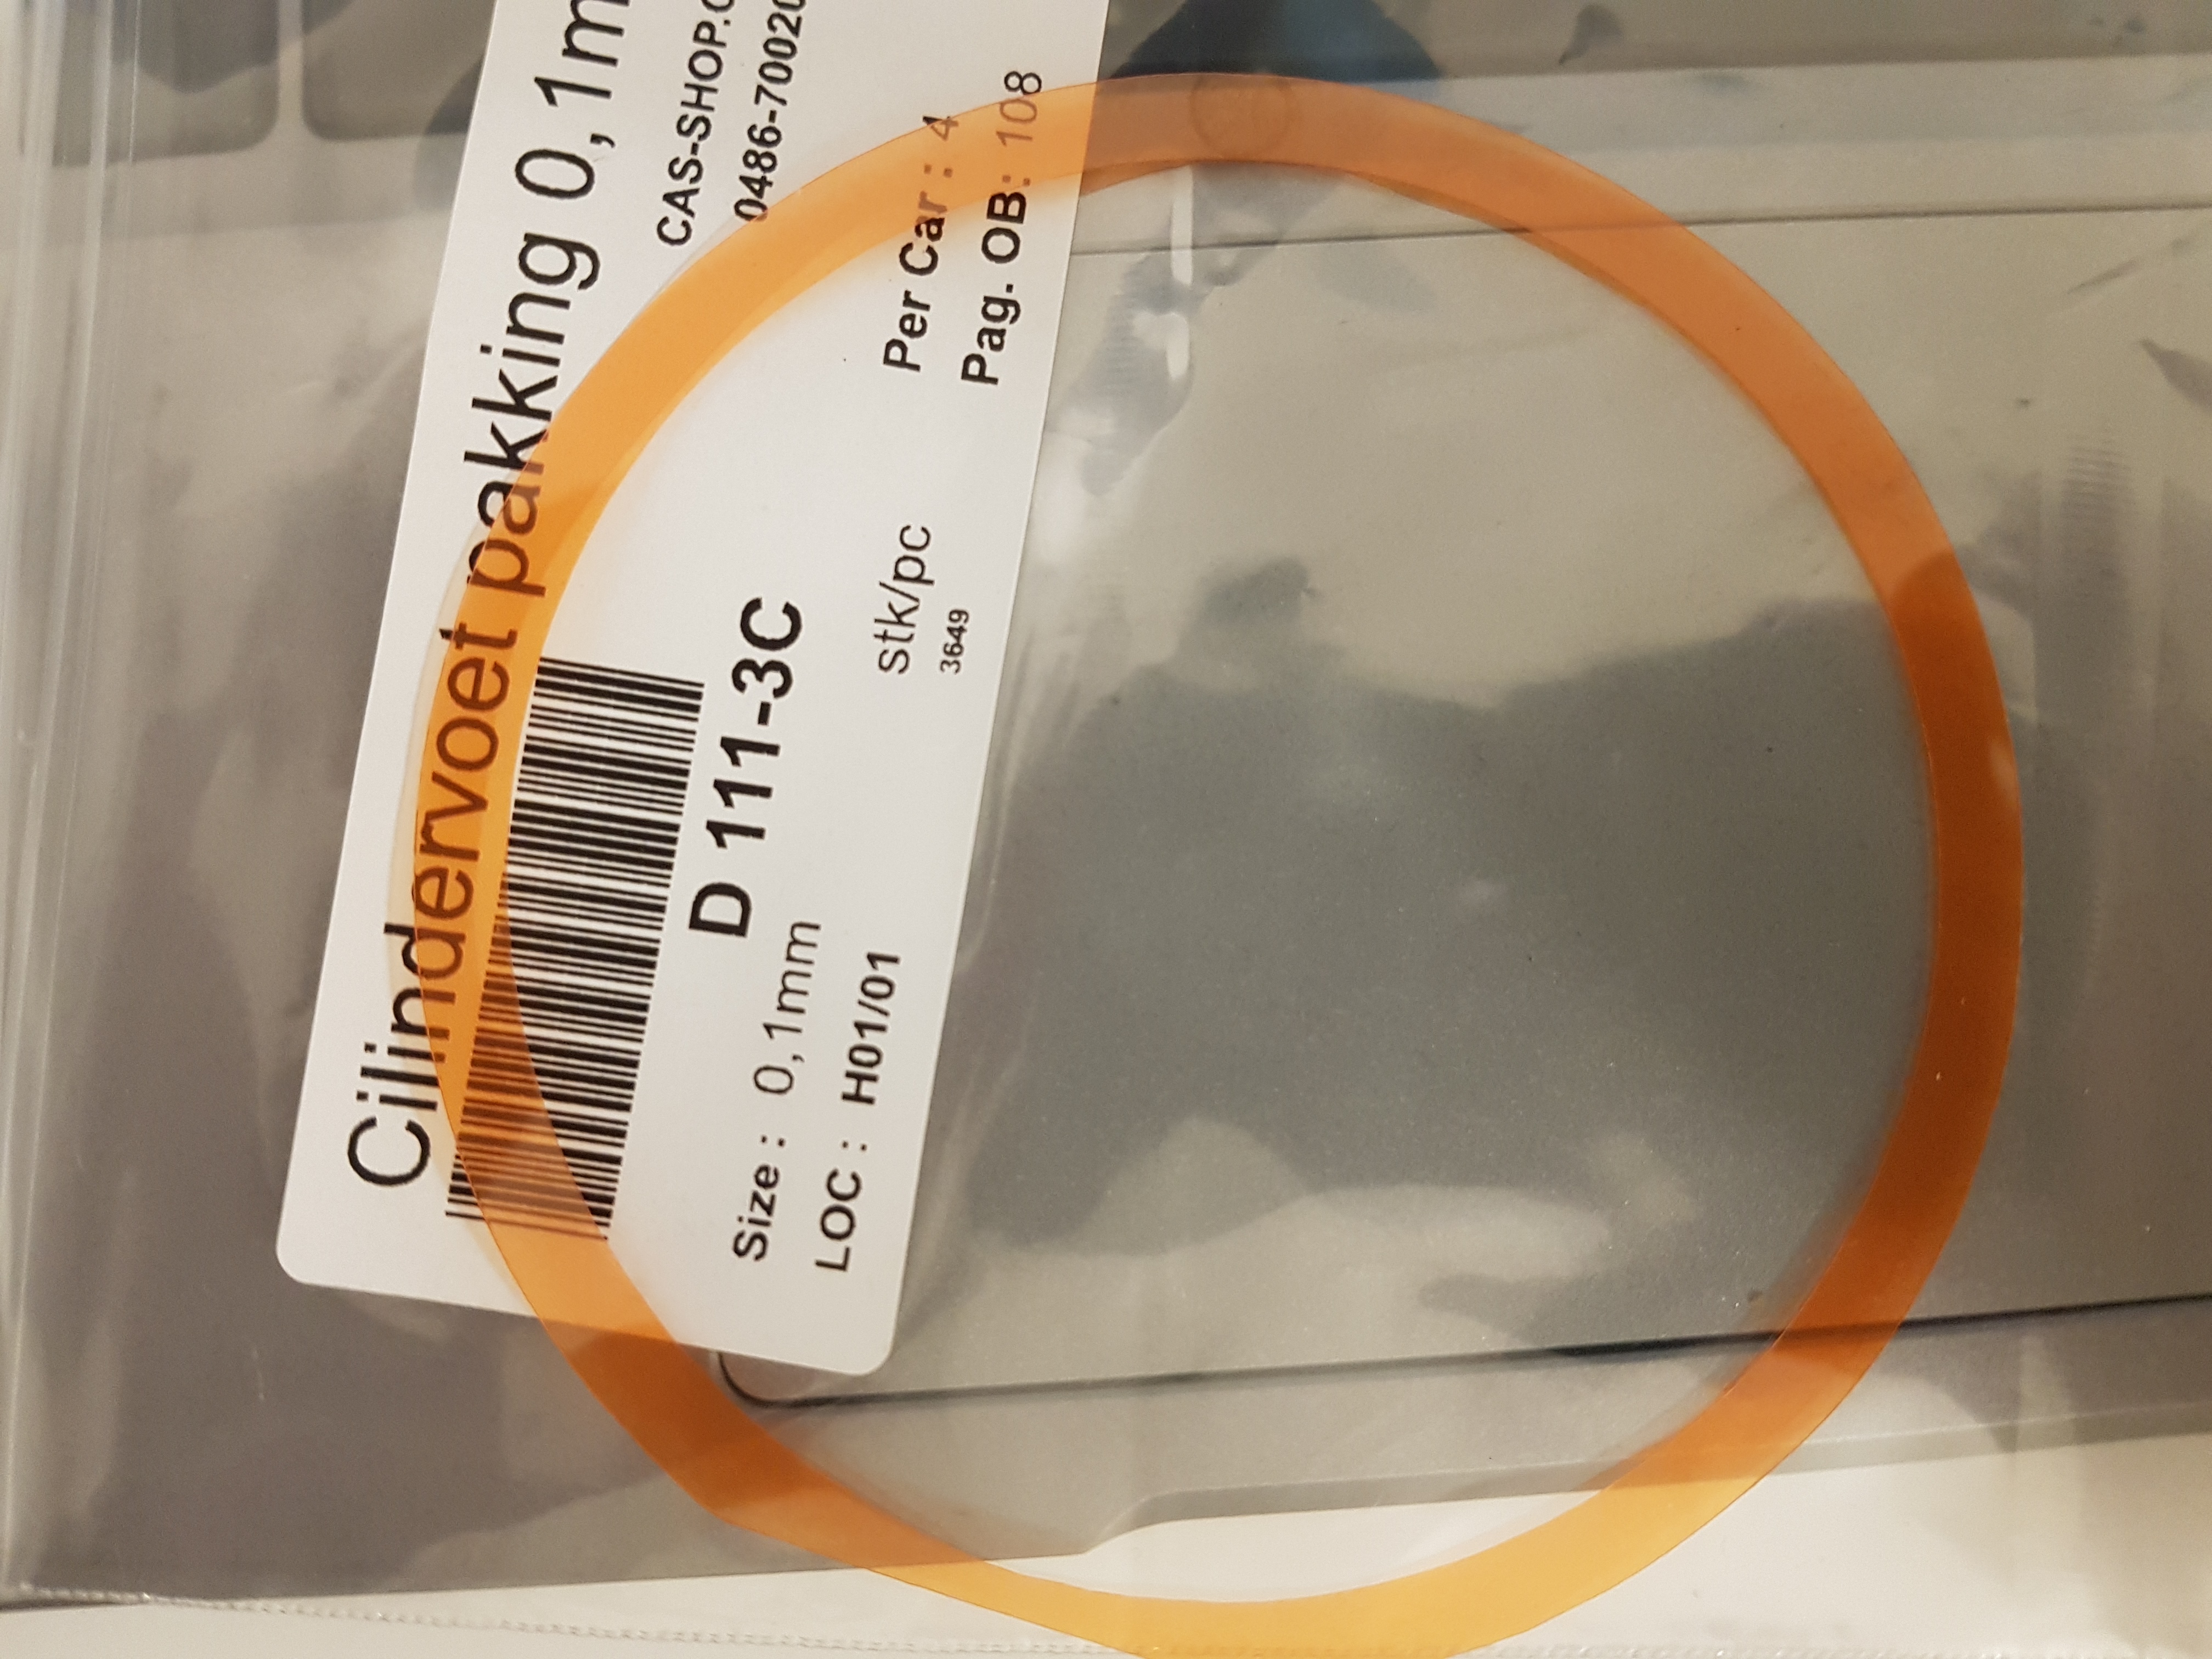 Cilindervoet pakking 0,1m
CAS-SHOP.
0486-70020
D 111-3C
Size : 0,1mm
LOC : H01/01
stk/pc
3649
Per Car : 4
Pag. OB: 108